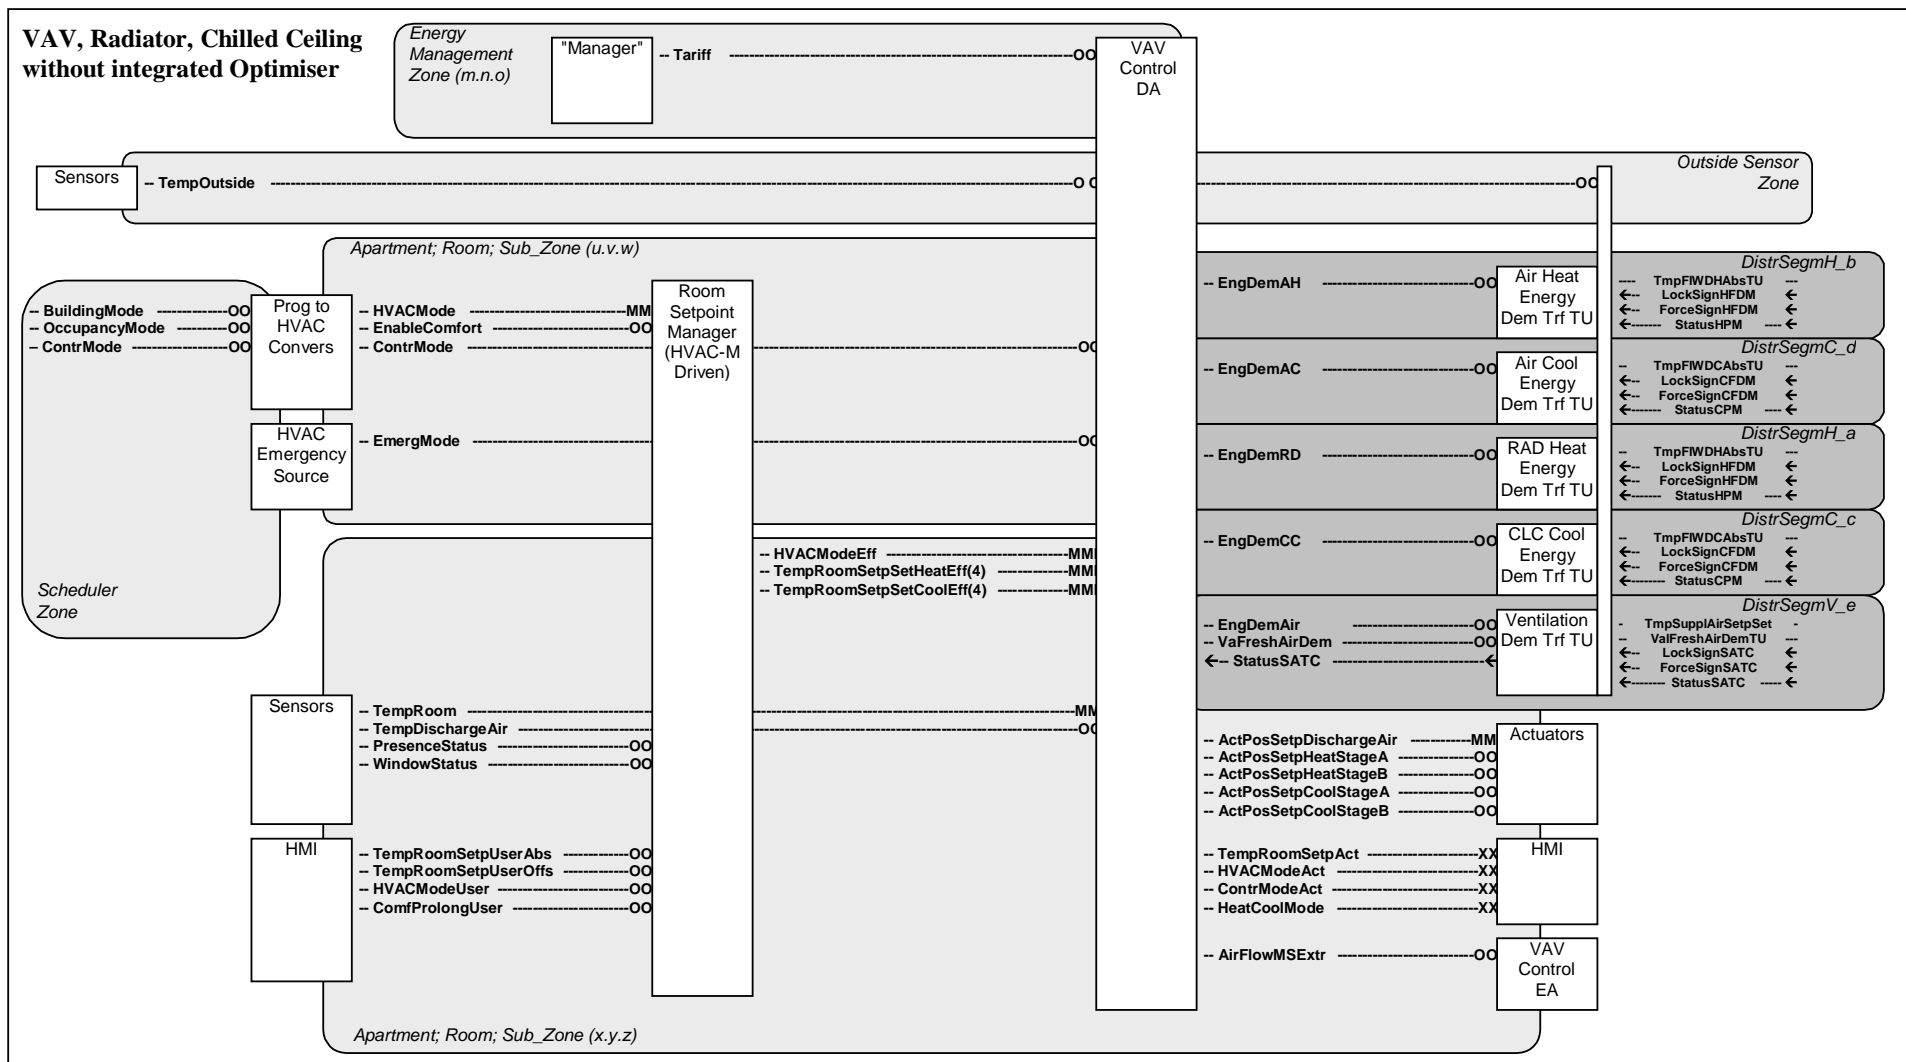 VAV, Radiator, Chilled Ceiling
without integrated Optimiser
Energy
Management
Zone (m.n.o)
"Manager"
-- Tariff ---OO
VAV
Control
DA
Outside Sensor
Zone
Sensors
-- TempOutside ---O O ---OO
Apartment; Room; Sub_Zone (u.v.w)
-- BuildingMode ---OO
-- OccupancyMode ---OO
-- ContrMode ---OO
Prog to
HVAC
Convers
-- HVACMode ---MM
-- EnableComfort ---OO
-- ContrMode ---OO
Room
Setpoint
Manager
(HVAC-M
Driven)
HVAC
Emergency
Source
-- EmergMode ---OO
Scheduler
Zone
-- HVACModeEff ---MM
-- TempRoomSetpSetHeatEff(4) ---MM
-- TempRoomSetpSetCoolEff(4) ---MM
-- EngDemAH ---OO
Air Heat
Energy
Dem Trf TU
DistrSegmH_b
---- TmpFlWDHAbsTU ---
←-- LockSignHFDM ←
←-- ForceSignHFDM ←
←------- StatusHPM ---- ←
-- EngDemAC ---OO
Air Cool
Energy
Dem Trf TU
DistrSegmC_d
-- TmpFlWDCAbsTU ---
←-- LockSignCFDM ←
←-- ForceSignCFDM ←
←------- StatusCPM ---- ←
-- EngDemRD ---OO
RAD Heat
Energy
Dem Trf TU
DistrSegmH_a
-- TmpFlWDHAbsTU ---
←-- LockSignHFDM ←
←-- ForceSignHFDM ←
←------- StatusHPM ---- ←
-- EngDemCC ---OO
CLC Cool
Energy
Dem Trf TU
DistrSegmC_c
-- TmpFlWDCAbsTU ---
←-- LockSignCFDM ←
←-- ForceSignCFDM ←
←-------- StatusCPM ---- ←
-- EngDemAir ---OO
-- VaFreshAirDem ---OO
←-- StatusSATC ---←
Ventilation
Dem Trf TU
DistrSegmV_e
- TmpSupplAirSetpSet -
-- ValFreshAirDemTU ---
←-- LockSignSATC ←
←-- ForceSignSATC ←
←-------- StatusSATC ----- ←
Sensors
-- TempRoom ---MM
-- TempDischargeAir ---OO
-- PresenceStatus ---OO
-- WindowStatus ---OO
-- ActPosSetpDischargeAir ---MM
-- ActPosSetpHeatStageA ---OO
-- ActPosSetpHeatStageB ---OO
-- ActPosSetpCoolStageA ---OO
-- ActPosSetpCoolStageB ---OO
Actuators
HMI
-- TempRoomSetpUserAbs ---OO
-- TempRoomSetpUserOffs ---OO
-- HVACModeUser ---OO
-- ComfProlongUser ---OO
-- TempRoomSetpAct ---XX
-- HVACModeAct ---XX
-- ContrModeAct ---XX
-- HeatCoolMode ---XX
HMI
-- AirFlowMSExtr ---OO
VAV
Control
EA
Apartment; Room; Sub_Zone (x.y.z)